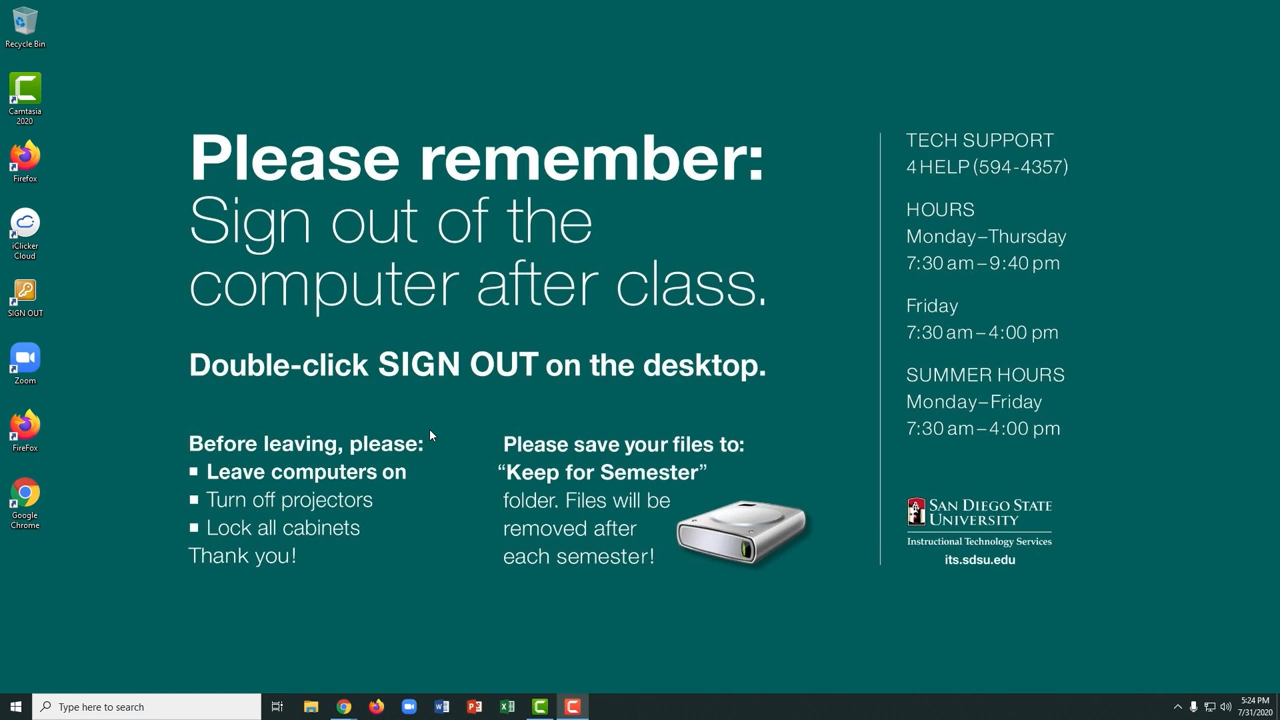 Recycle Bin
Camtasia
2020
Firefox
iClicker
Cloud
SIGN OUT
Zoom
FireFox
Google
Chrome
Please remember:
Sign out of the
computer after class.
Double-click SIGN OUT on the desktop.
Before leaving, please:
▪ Leave computers on
▪ Turn off projectors
▪ Lock all cabinets
Thank you!
Please save your files to:
“Keep for Semester”
folder. Files will be
removed after
each semester!
TECH SUPPORT
4 HELP (594-4357)
HOURS
Monday–Thursday
7:30 am–9:40 pm
Friday
7:30 am–4:00 pm
SUMMER HOURS
Monday–Friday
7:30 am–4:00 pm
SAN DIEGO STATE
UNIVERSITY
Instructional Technology Services
its.sdsu.edu
Type here to search
5:24 PM
7/31/2020